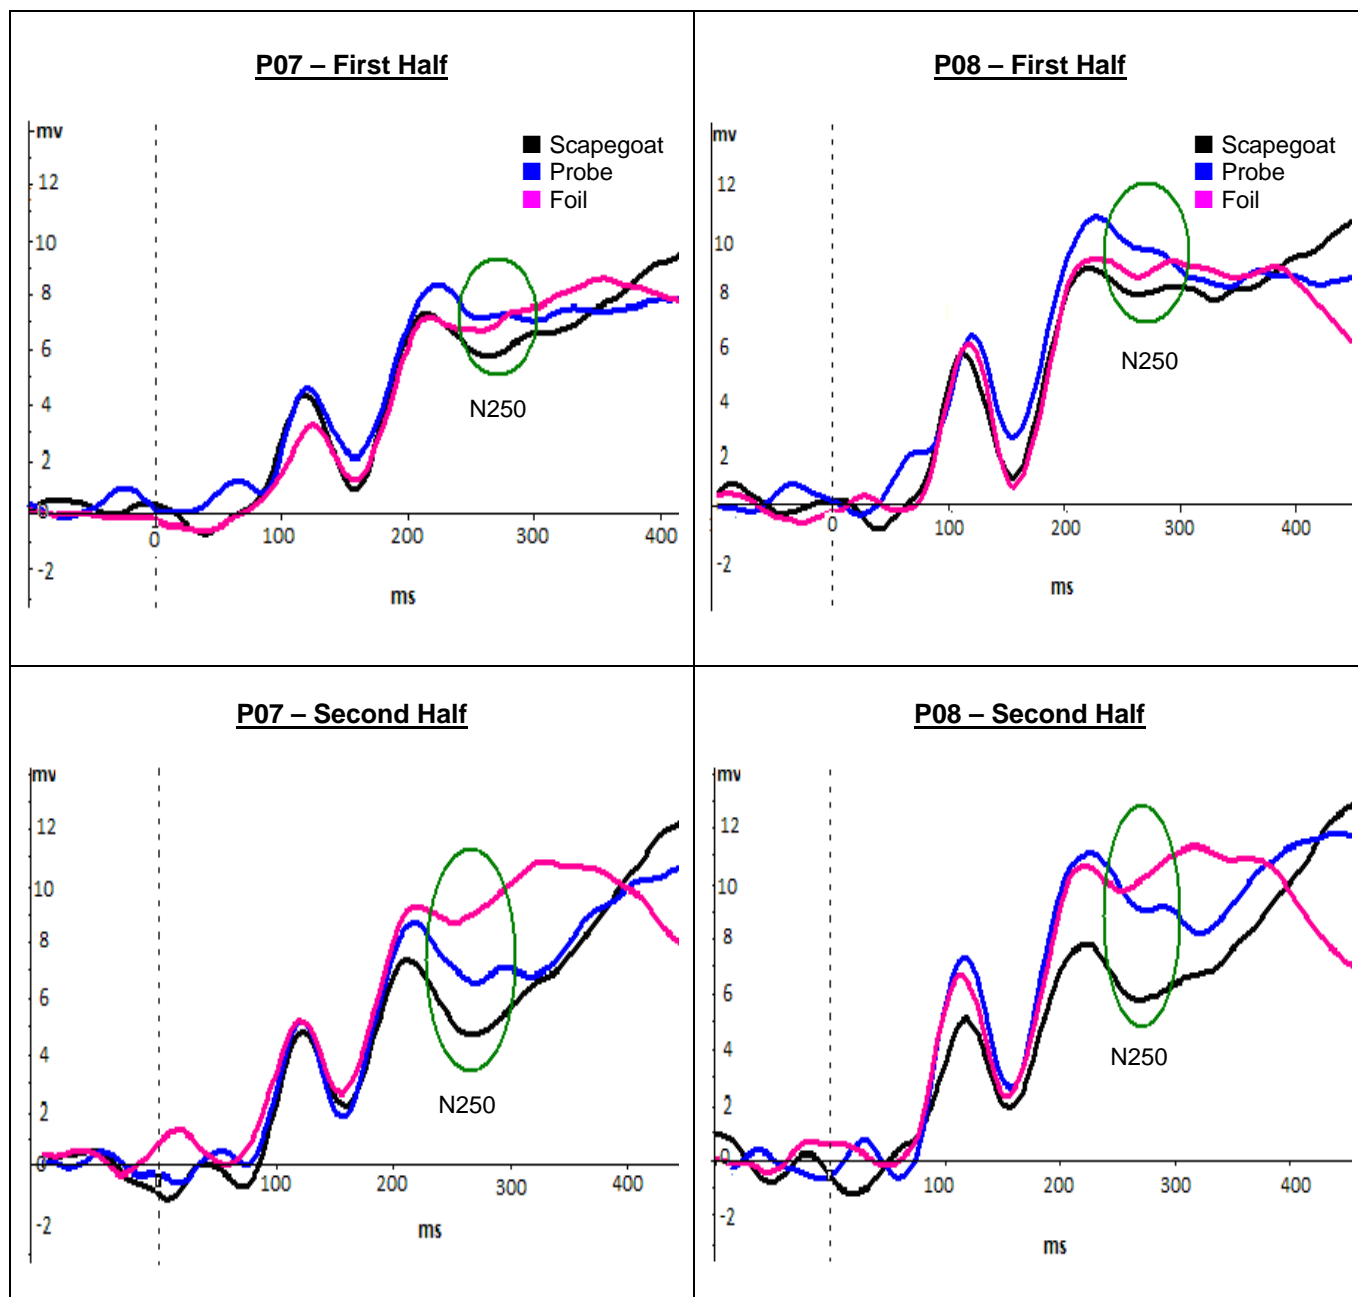 P07 – First Half
mv
Scapegoat
Probe
Foil
12
10
8
6
4
2
0
-2
0 100 200 300 400
ms
N250
P08 – First Half
mv
Scapegoat
Probe
Foil
12
10
8
6
4
2
0
-2
0 100 200 300 400
ms
N250
P07 – Second Half
mv
12
10
8
6
4
2
0
-2
100 200 300 400
ms
N250
P08 – Second Half
mv
12
10
8
6
4
2
0
-2
100 200 300 400
ms
N250